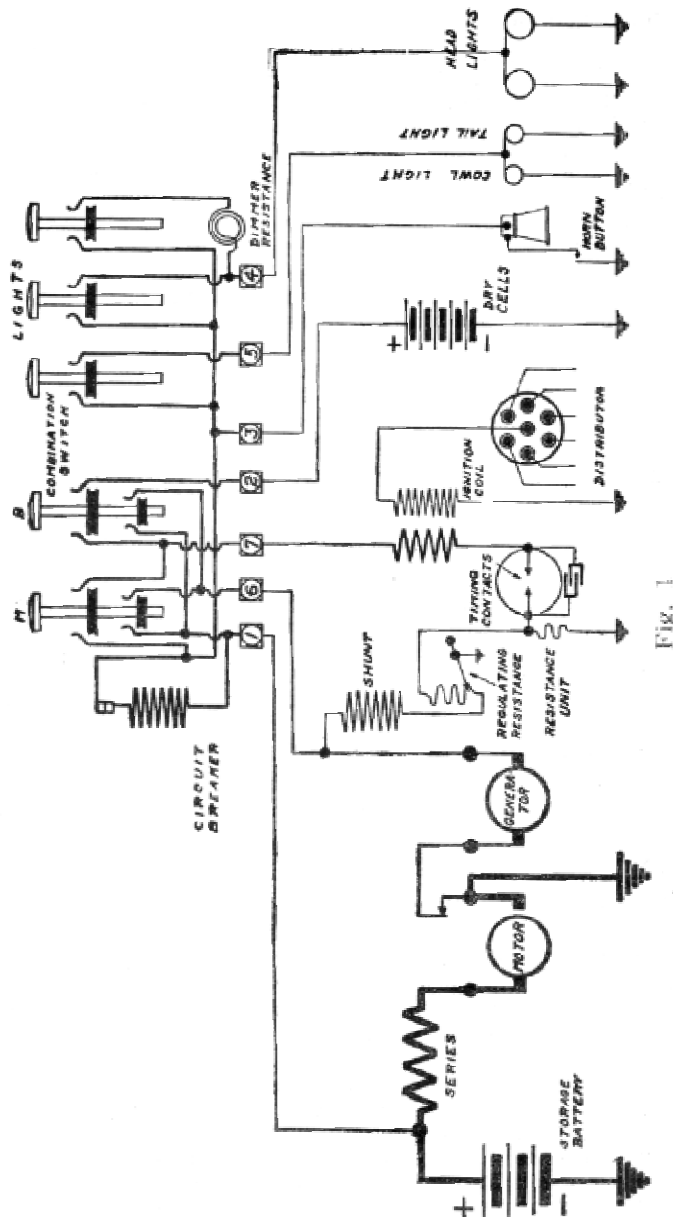 LIGHTS
COMBINATION
SWITCH
B
M
CIRCUIT
BREAKER
DIMMER
RESISTANCE
1
6
7
2
3
5
4
HEAD
LIGHTS
TAIL LIGHT
COWL LIGHT
HORN
BUTTON
DRY
CELLS
+
-
IGNITION
COIL
DISTRIBUTOR
TIMING
CONTACTS
SHUNT
REGULATING
RESISTANCE
RESISTANCE
UNIT
GENERA-
TOR
MOTOR
SERIES
STORAGE
BATTERY
+
-
Fig. 1